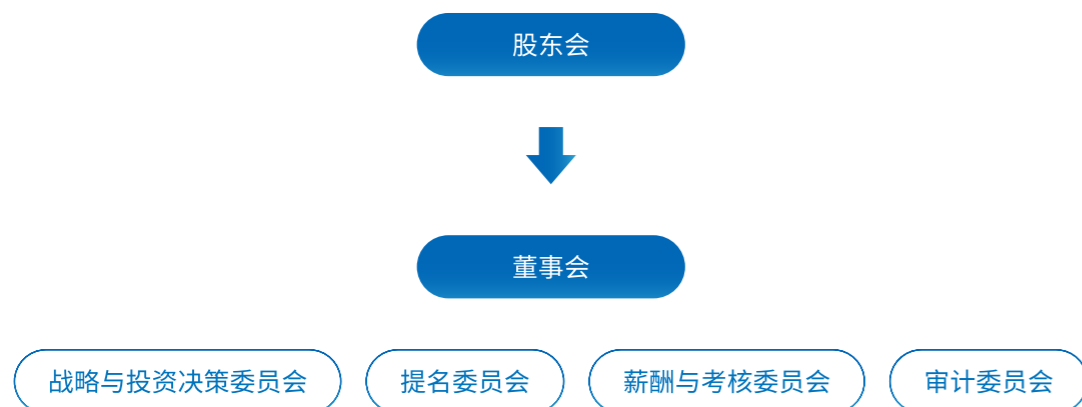 股东会
董事会
战略与投资决策委员会
提名委员会
薪酬与考核委员会
审计委员会